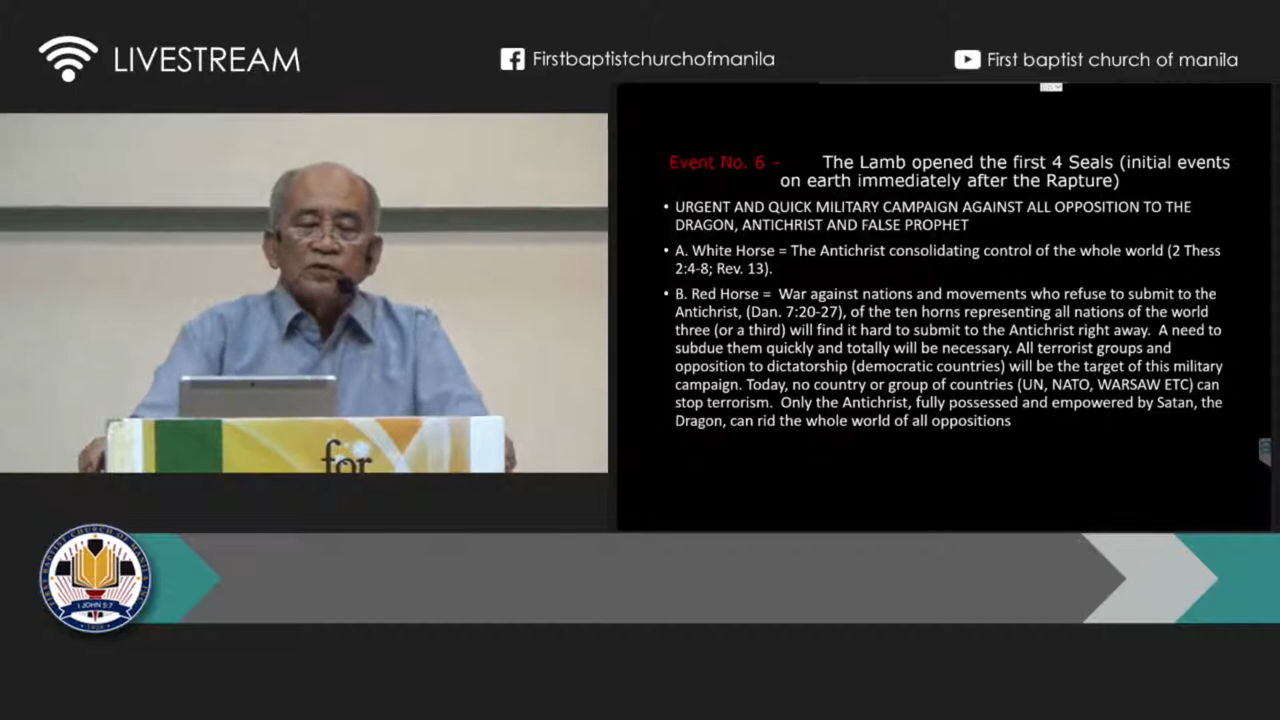 LIVESTREAM
Firstbaptistchurchofmanila
First baptist church of manila
Event No. 6 – The Lamb opened the first 4 Seals (initial events
on earth immediately after the Rapture)
• URGENT AND QUICK MILITARY CAMPAIGN AGAINST ALL OPPOSITION TO THE
DRAGON, ANTICHRIST AND FALSE PROPHET
• A. White Horse = The Antichrist consolidating control of the whole world (2 Thess
2:4-8; Rev. 13).
• B. Red Horse = War against nations and movements who refuse to submit to the
Antichrist, (Dan. 7:20-27), of the ten horns representing all nations of the world
three (or a third) will find it hard to submit to the Antichrist right away. A need to
subdue them quickly and totally will be necessary. All terrorist groups and
opposition to dictatorship (democratic countries) will be the target of this military
campaign. Today, no country or group of countries (UN, NATO, WARSAW ETC) can
stop terrorism. Only the Antichrist, fully possessed and empowered by Satan, the
Dragon, can rid the whole world of all oppositions
for
FIRST BAPTIST CHURCH OF MANILA INC.
I JOHN 5:7